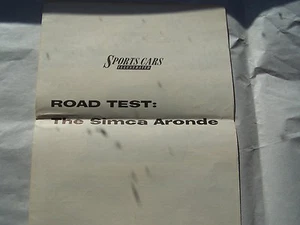 SPORTS CARS
ILLUSTRATED
ROAD TEST:
The Simca Aronde